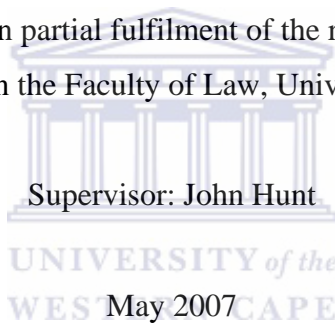 n partial fulfilment of the
n the Faculty of Law, Univ
Supervisor: John Hunt
UNIVERSITY of the
May 2007
WESTERN CAPE